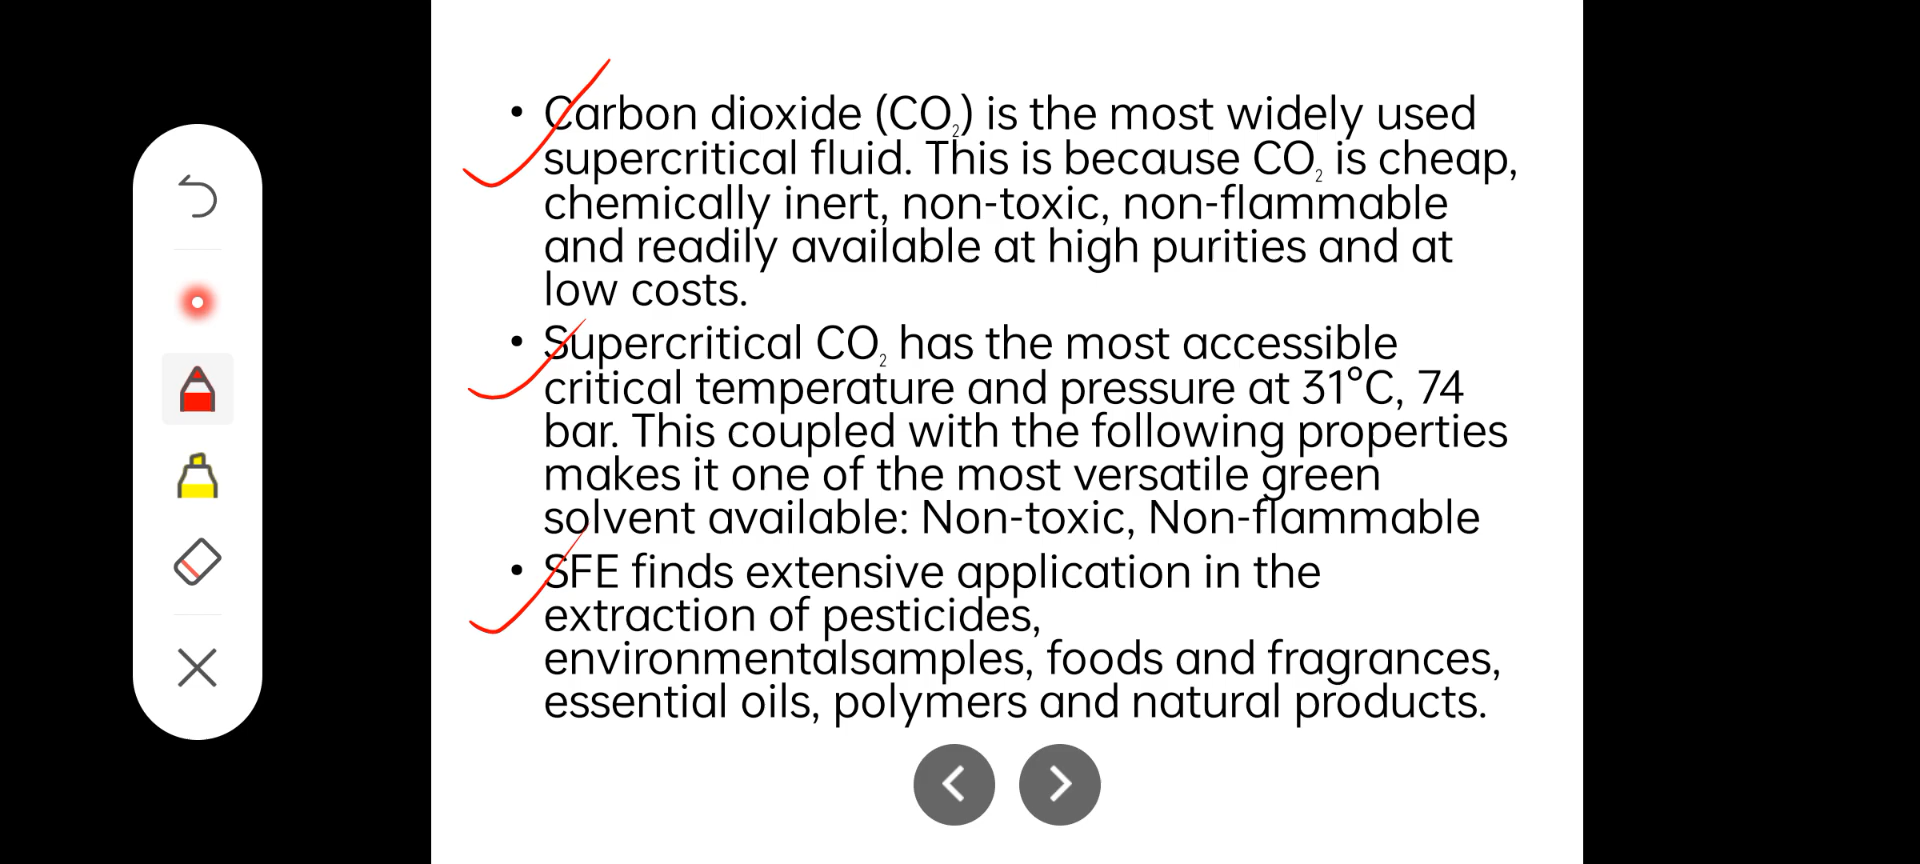 • Carbon dioxide (CO₂) is the most widely used
supercritical fluid. This is because CO₂ is cheap,
chemically inert, non-toxic, non-flammable
and readily available at high purities and at
low costs.
• Supercritical CO₂ has the most accessible
critical temperature and pressure at 31°C, 74
bar. This coupled with the following properties
makes it one of the most versatile green
solvent available: Non-toxic, Non-flammable
• SFE finds extensive application in the
extraction of pesticides,
environmentalsamples, foods and fragrances,
essential oils, polymers and natural products.